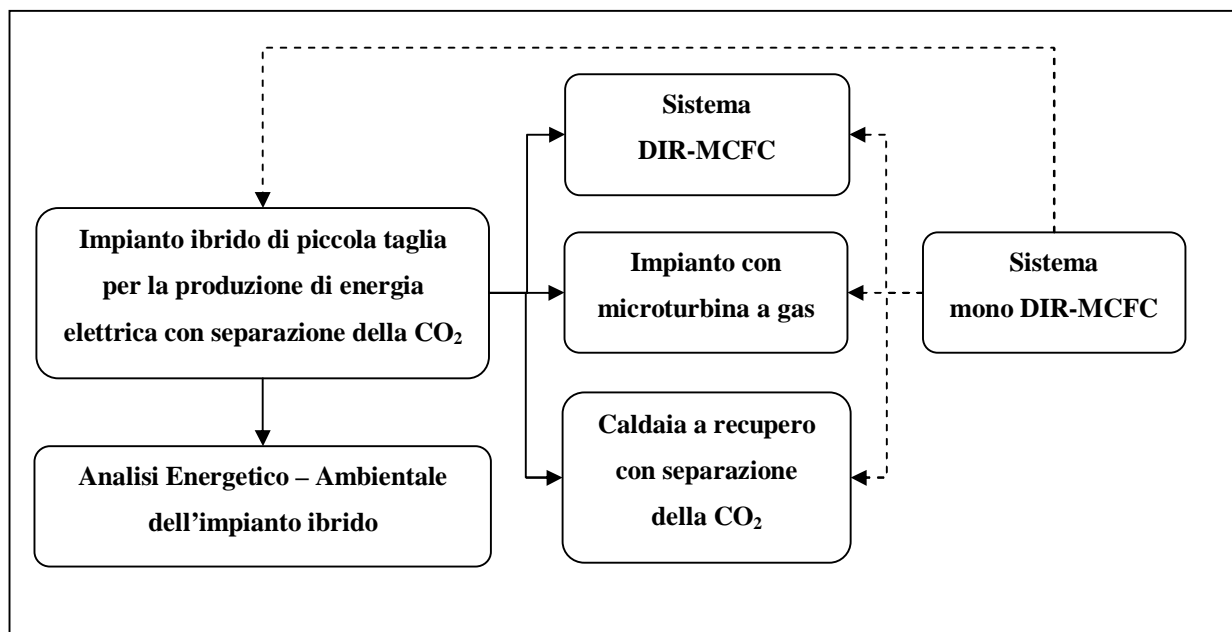 Sistema
DIR-MCFC
Impianto ibrido di piccola taglia
per la produzione di energia
elettrica con separazione della CO₂
Impianto con
microturbina a gas
Sistema
mono DIR-MCFC
Analisi Energetico – Ambientale
dell’impianto ibrido
Caldaia a recupero
con separazione
della CO₂